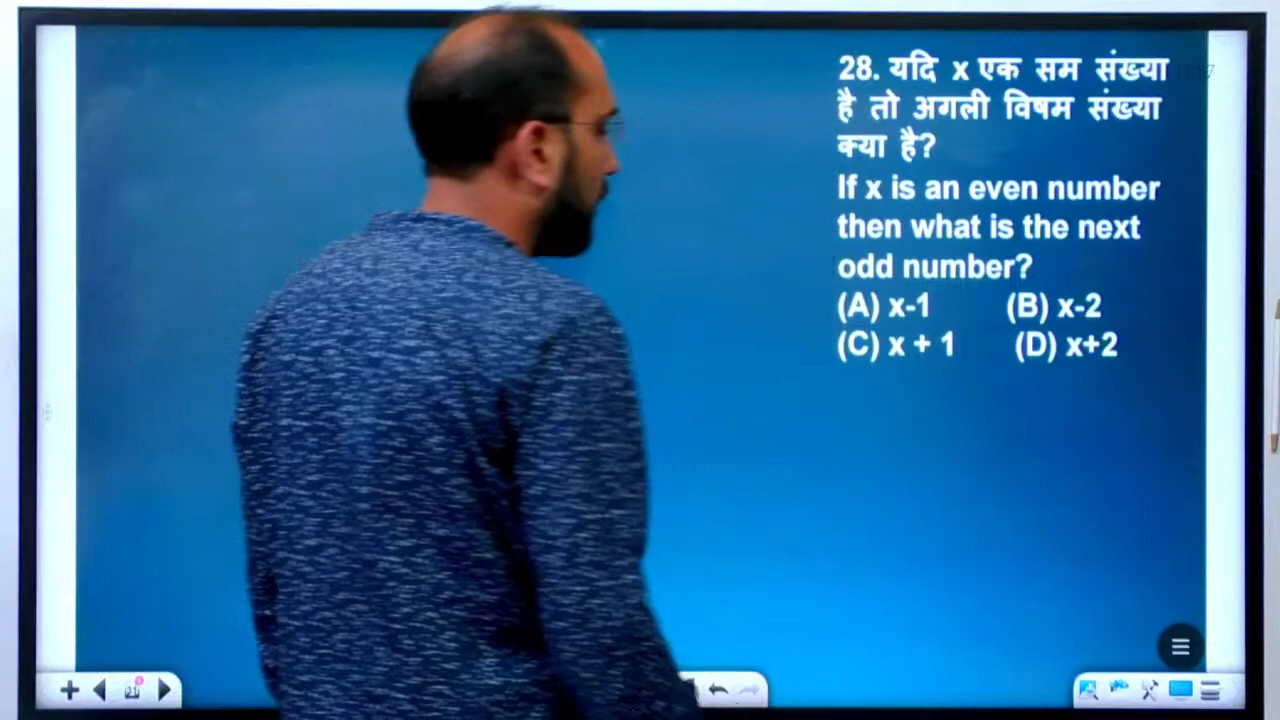 28. यदि x एक सम संख्या
है तो अगली विषम संख्या
क्या है?
If x is an even number
then what is the next
odd number?
(A) x-1 (B) x-2
(C) x + 1 (D) x+2